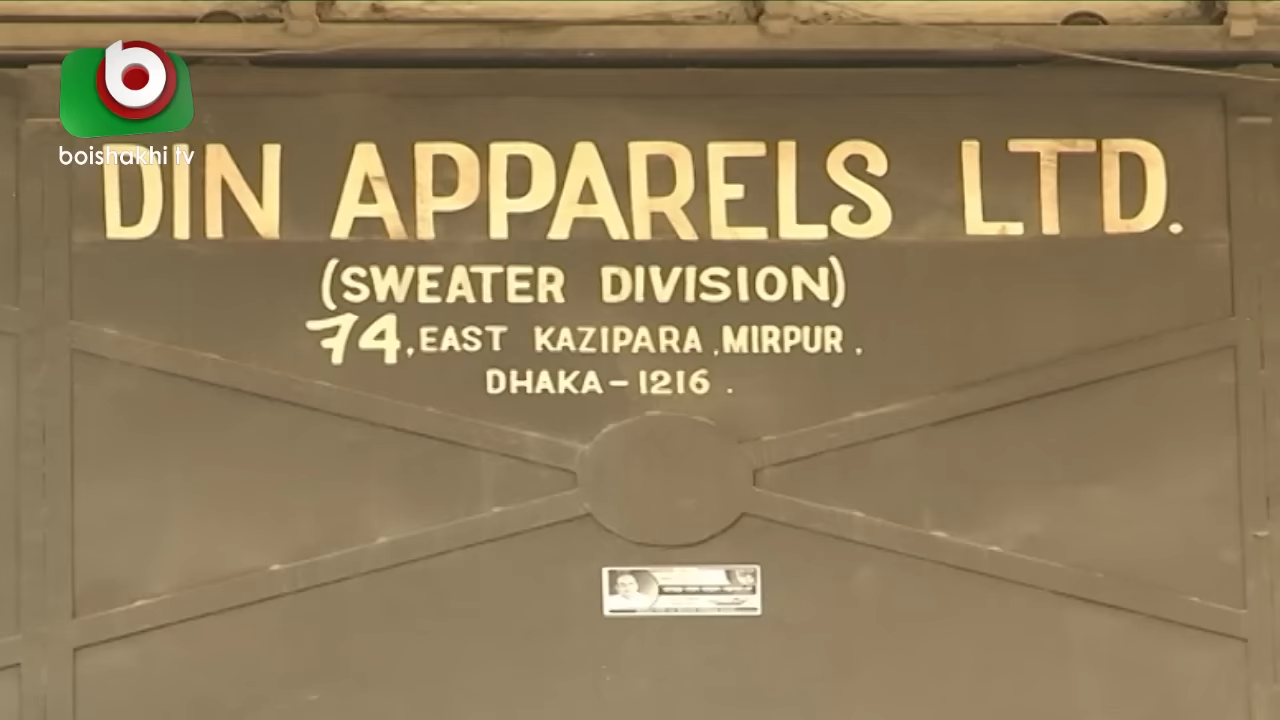 boishakhi tv
DIN APPARELS LTD.
(SWEATER DIVISION)
74, EAST KAZIPARA, MIRPUR,
DHAKA-1216.